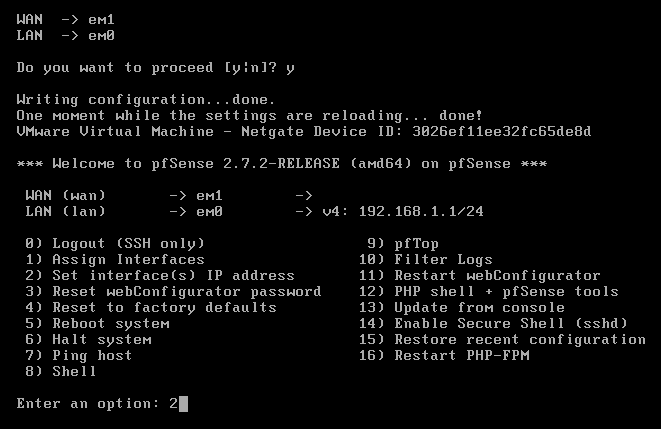 WAN -> em1
LAN -> em0
Do you want to proceed [y|n]? y
Writing configuration...done.
One moment while the settings are reloading... done!
VMware Virtual Machine - Netgate Device ID: 3026ef11ee32fc65de8d
*** Welcome to pfSense 2.7.2-RELEASE (amd64) on pfSense ***
WAN (wan) -> em1 ->
LAN (lan) -> em0 -> v4: 192.168.1.1/24
0) Logout (SSH only) 9) pfTop
1) Assign Interfaces 10) Filter Logs
2) Set interface(s) IP address 11) Restart webConfigurator
3) Reset webConfigurator password 12) PHP shell + pfSense tools
4) Reset to factory defaults 13) Update from console
5) Reboot system 14) Enable Secure Shell (sshd)
6) Halt system 15) Restore recent configuration
7) Ping host 16) Restart PHP-FPM
8) Shell
Enter an option: 2